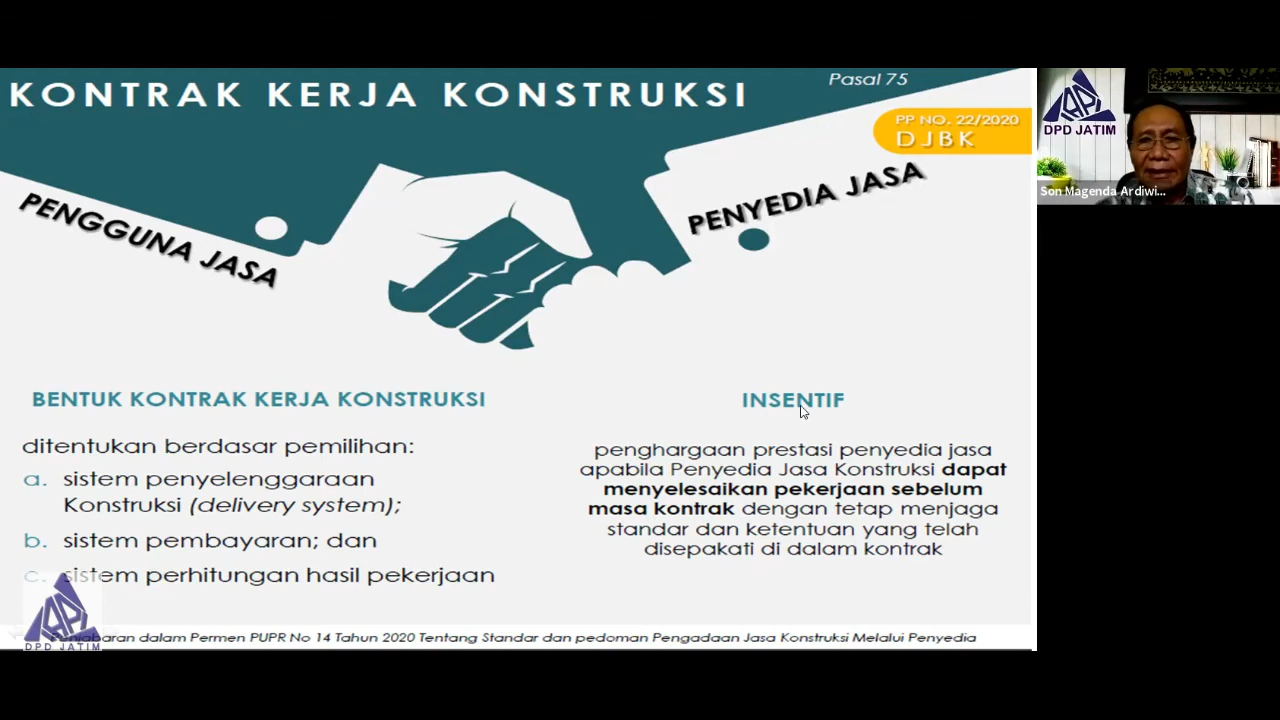 KONTRAK KERJA KONSTRUKSI
Pasal 75
PP NO. 22/2020
DJBK
PENGGUNA JASA
PENYEDIA JASA
BENTUK KONTRAK KERJA KONSTRUKSI
ditentukan berdasar pemilihan:
a. sistem penyelenggaraan
Konstruksi (delivery system);
b. sistem pembayaran; dan
c. sistem perhitungan hasil pekerjaan
INSENTIF
penghargaan prestasi penyedia jasa
apabila Penyedia Jasa Konstruksi dapat
menyelesaikan pekerjaan sebelum
masa kontrak dengan tetap menjaga
standar dan ketentuan yang telah
disepakati di dalam kontrak
dalam Permen PUPR No 14 Tahun 2020 Tentang Standar dan pedoman Pengadaan Jasa Konstruksi Melalui Penyedia
DPD JATIM
DPD JATIM
Son Magenda Ardiwi...